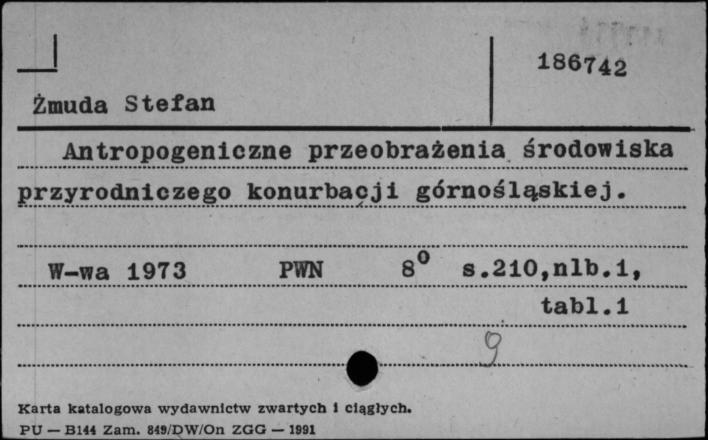 186742
Żmuda Stefan
Antropogeniczne przeobrażenia środowiska
przyrodniczego konurbacji górnośląskiej.
W-wa 1973 PWN 8° s.210,nlb.1,
tabl.1
9
Karta katalogowa wydawnictw zwartych i ciągłych.
PU — B144 Zam. 849/DW/On ZGG — 1991